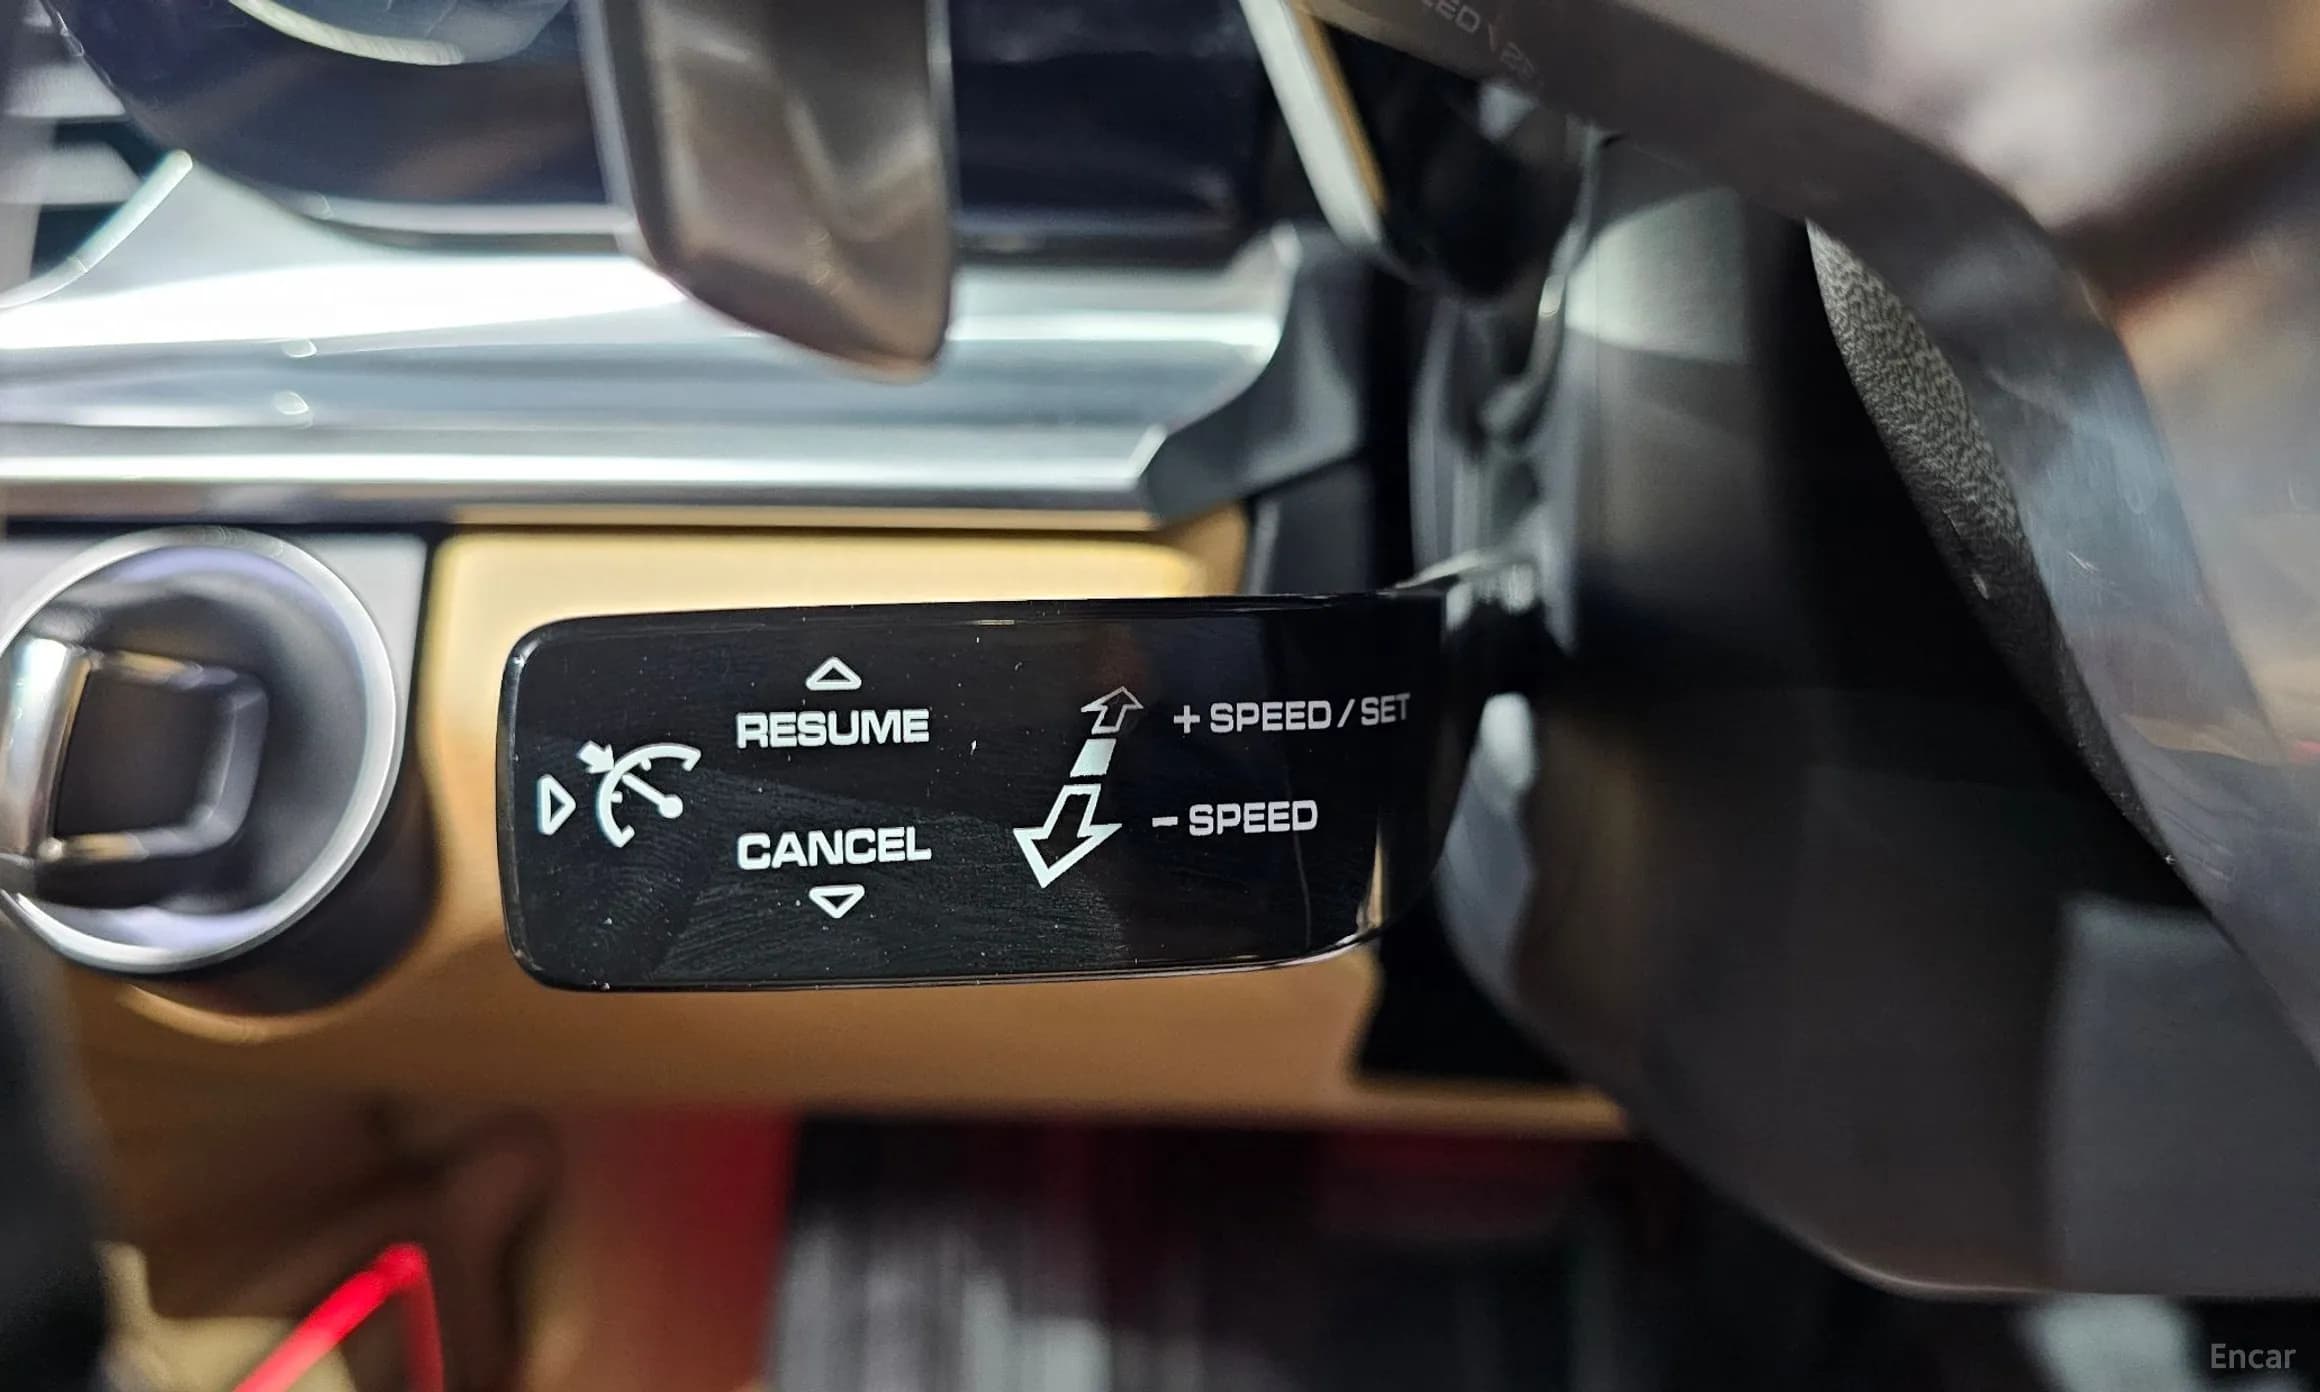 RESUME
+ SPEED / SET
- SPEED
CANCEL
Encar